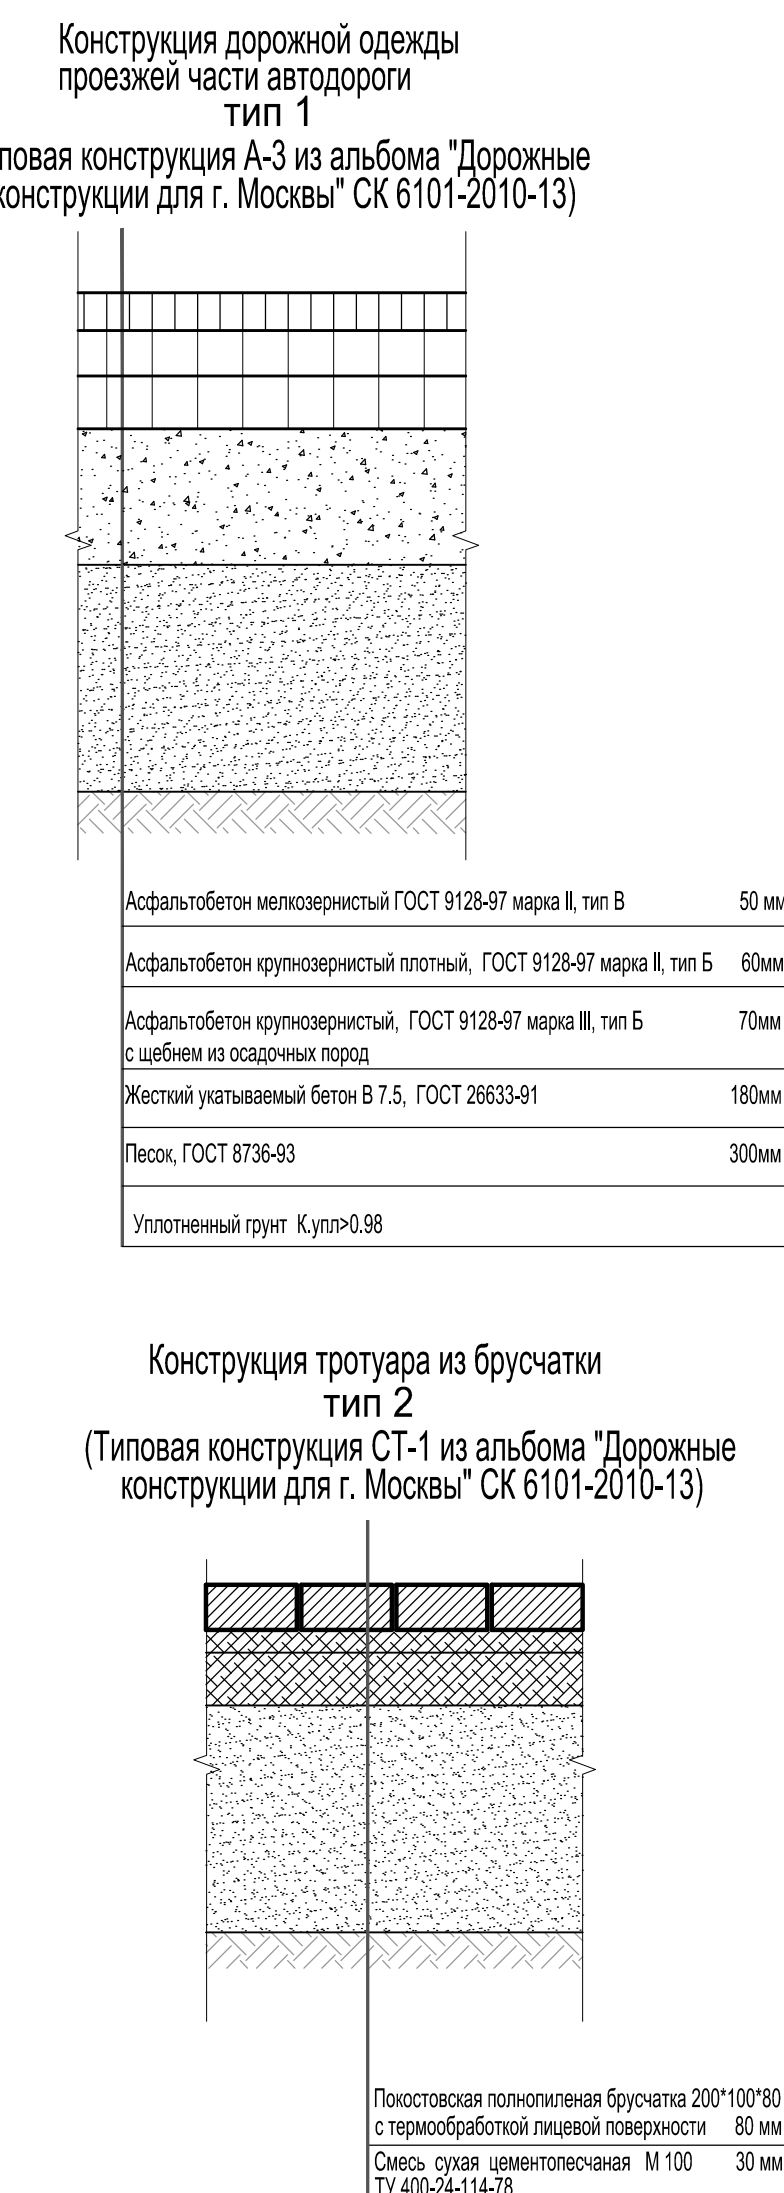 Конструкция дорожной одежды
проезжей части автодороги
тип 1
повая конструкция А-3 из альбома "Дорожные
конструкции для г. Москвы" СК 6101-2010-13)
Асфальтобетон мелкозернистый ГОСТ 9128-97 марка II, тип В 50 мм
Асфальтобетон крупнозернистый плотный, ГОСТ 9128-97 марка II, тип Б 60мм
Асфальтобетон крупнозернистый, ГОСТ 9128-97 марка III, тип Б 70мм
с щебнем из осадочных пород
Жесткий укатываемый бетон В 7.5, ГОСТ 26633-91 180мм
Песок, ГОСТ 8736-93 300мм
Уплотненный грунт К.упл>0.98
Конструкция тротуара из брусчатки
тип 2
(Типовая конструкция СТ-1 из альбома "Дорожные
конструкции для г. Москвы" СК 6101-2010-13)
Покостовская полнопиленая брусчатка 200*100*80
с термообработкой лицевой поверхности 80 мм
Смесь сухая цементопесчаная М 100 30 мм
ТУ 400-24-114-78